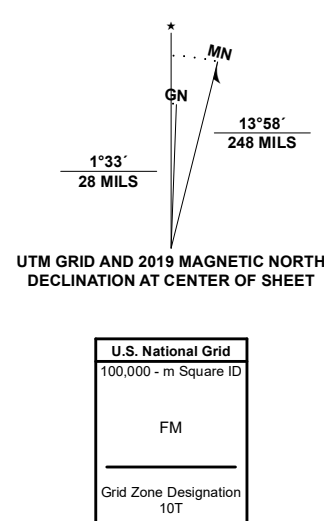 MN
GN
13°58´
248 MILS
1°33´
28 MILS
UTM GRID AND 2019 MAGNETIC NORTH
DECLINATION AT CENTER OF SHEET
U.S. National Grid
100,000 - m Square ID
FM
Grid Zone Designation
10T